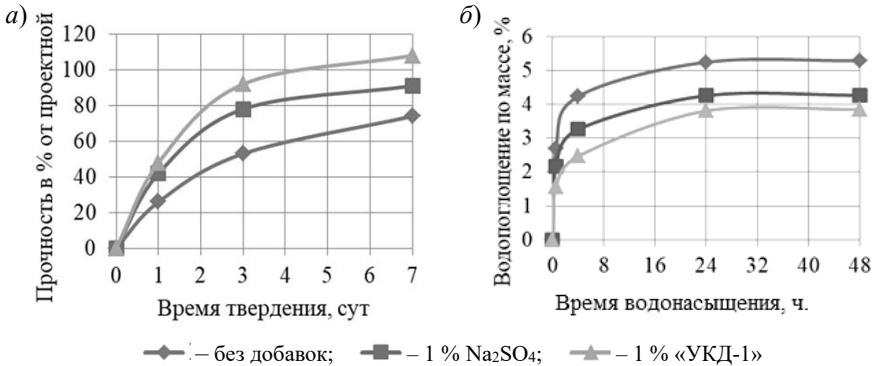 а)
Прочность в % от проектной
120
100
80
60
40
20
0
0 1 2 3 4 5 6 7
Время твердения, сут
б)
Водопоглощение по массе, %
6
5
4
3
2
1
0
0 8 16 24 32 40 48
Время водонасыщения, ч.
– без добавок; – 1 % Na₂SO₄; – 1 % «УКД-1»